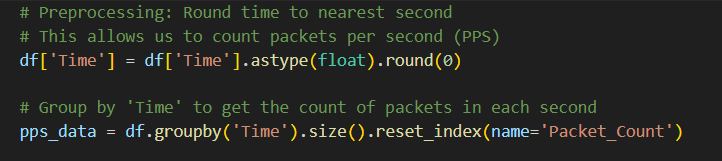 # Preprocessing: Round time to nearest second
# This allows us to count packets per second (PPS)
df['Time'] = df['Time'].astype(float).round(0)
# Group by 'Time' to get the count of packets in each second
pps_data = df.groupby('Time').size().reset_index(name='Packet_Count')